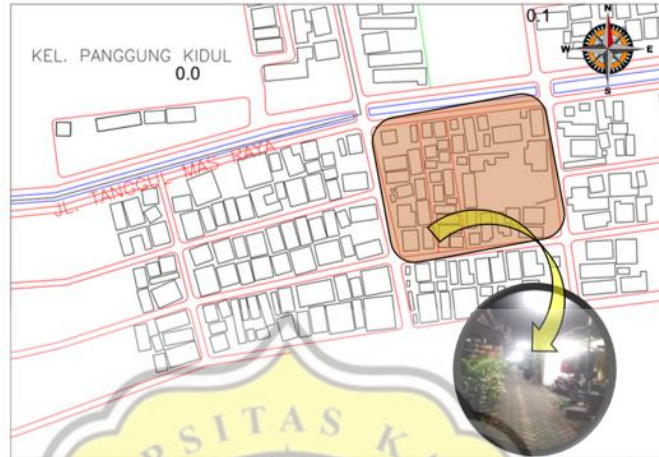 0.1
N
W E
S
KEL. PANGGUNG KIDUL
0.0
JL. TANGGUL MAS RAYA
RSITAS K